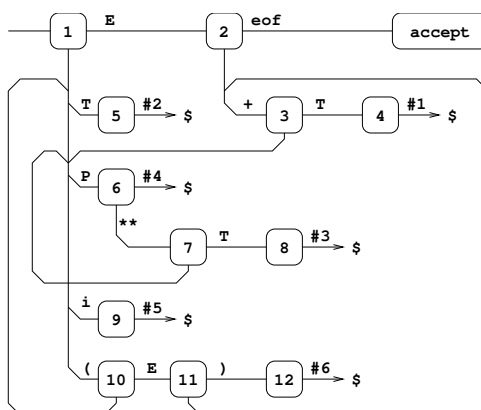 1 E 2 eof accept
T 5 #2 $ + 3 T 4 #1 $
P 6 #4 $
**
7 T 8 #3 $
i 9 #5 $
( 10 E 11 ) 12 #6 $